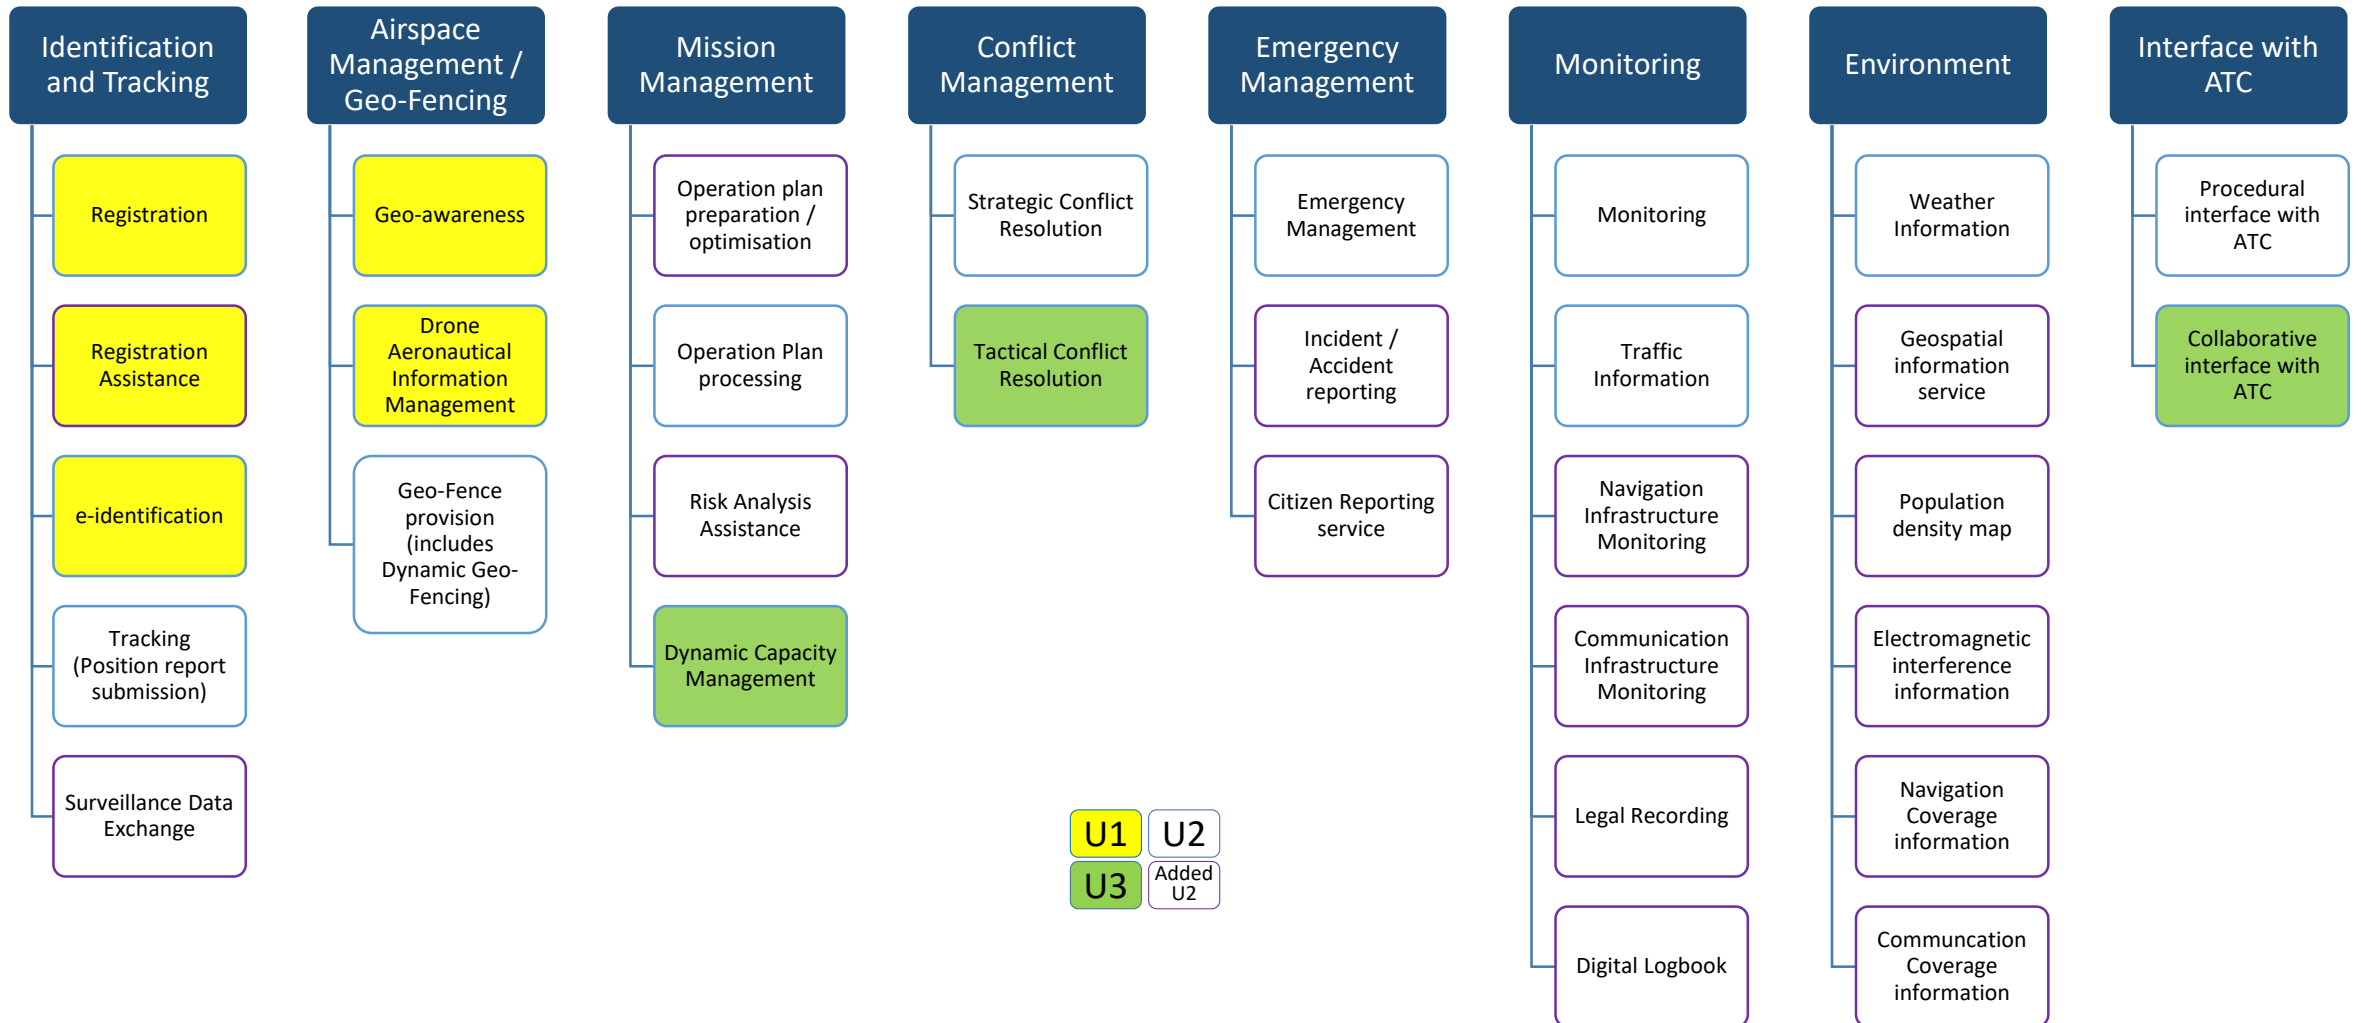 Identification
and Tracking
Registration
Registration
Assistance
e-identification
Tracking
(Position report
submission)
Surveillance Data
Exchange
Airspace
Management /
Geo-Fencing
Geo-awareness
Drone
Aeronautical
Information
Management
Geo-Fence
provision
(includes
Dynamic Geo-
Fencing)
Mission
Management
Operation plan
preparation /
optimisation
Operation Plan
processing
Risk Analysis
Assistance
Dynamic Capacity
Management
Conflict
Management
Strategic Conflict
Resolution
Tactical Conflict
Resolution
Emergency
Management
Emergency
Management
Incident /
Accident
reporting
Citizen Reporting
service
Monitoring
Monitoring
Traffic
Information
Navigation
Infrastructure
Monitoring
Communication
Infrastructure
Monitoring
Legal Recording
Digital Logbook
Environment
Weather
Information
Geospatial
information
service
Population
density map
Electromagnetic
interference
information
Navigation
Coverage
information
Communcation
Coverage
information
Interface with
ATC
Procedural
interface with
ATC
Collaborative
interface with
ATC
U1
U2
U3
Added
U2